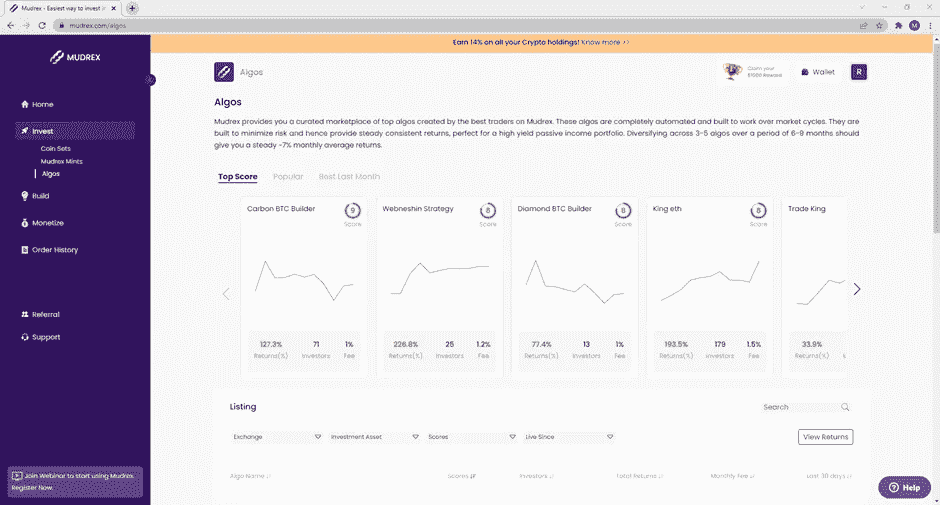 Mudrex - Easiest way to invest
mudrex.com/algos
M
Earn 14% on all your Crypto holdings! Know more >>
MUDREX
Algos
Claim your
Reward
Wallet
R
Home
Invest
Coin Sets
Mudrex Mints
Algos
Build
Monetize
Order History
Referral
Support
Join Webinar to start using Mudrex.
Register Now.
Algos
Mudrex provides you a curated marketplace of top algos created by the best traders on Mudrex. These algos are completely automated and built to work over market cycles. They are
built to minimize risk and hence provide steady consistent returns, perfect for a high yield passive income portfolio. Diversifying across 3-5 algos over a period of 6-9 months should
give you a steady ~7% monthly average returns.
Top Score Popular Best Last Month
Carbon BTC Builder 9 Score
127.3% 71 1%
Returns(%) Investors Fee
Webneshin Strategy 8 Score
226.8% 25 1.2%
Returns(%) Investors Fee
Diamond BTC Builder 8 Score
77.4% 13 1%
Returns(%) Investors Fee
King eth 8 Score
193.5% 179 1.5%
Returns(%) Investors Fee
Trade King
33.9%
Returns(%)
Listing
Search
Exchange Investment Asset Scores Live Since
View Returns
Algo Name Scores Investors Total Returns Monthly Fee Last 30 days
Help